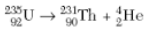 ²³⁵₉₂U → ²³¹₉₀Th + ⁴₂He